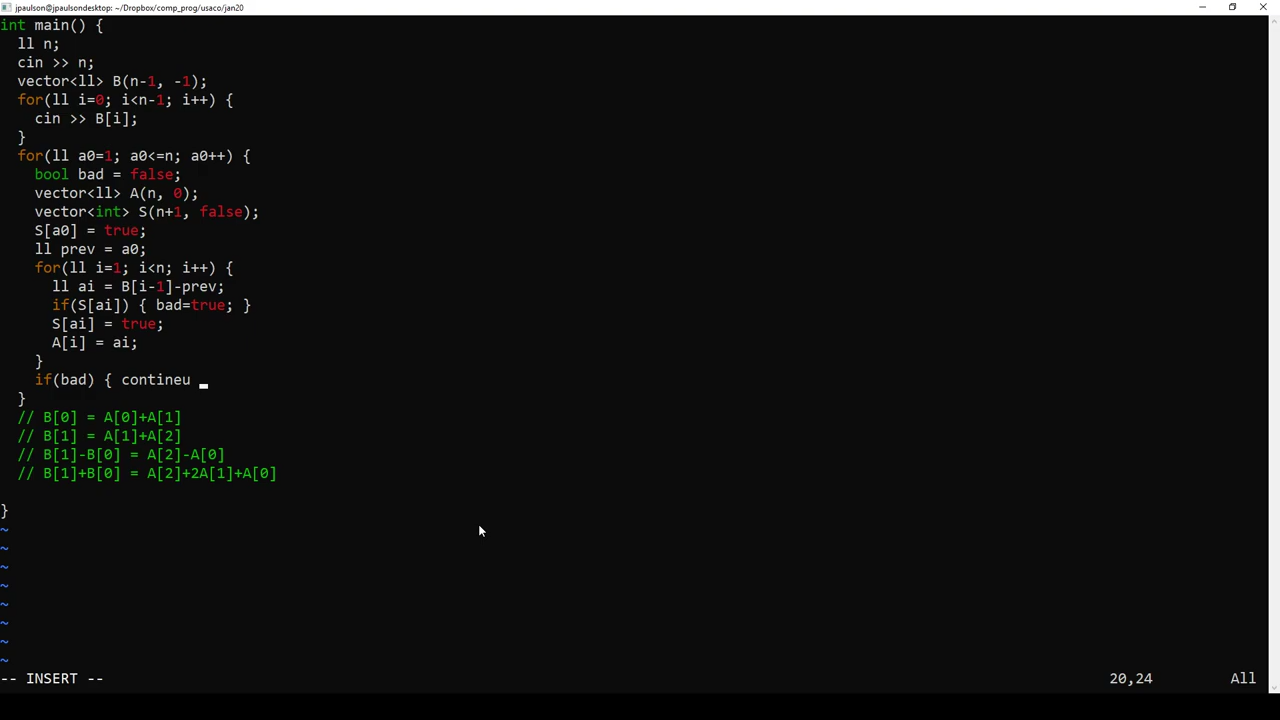 jpaulson@jpaulsondesktop: ~/Dropbox/comp_prog/usaco/jan20
int main() {
  ll n;
  cin >> n;
  vector<ll> B(n-1, -1);
  for(ll i=0; i<n-1; i++) {
    cin >> B[i];
  }
  for(ll a0=1; a0<=n; a0++) {
    bool bad = false;
    vector<ll> A(n, 0);
    vector<int> S(n+1, false);
    S[a0] = true;
    ll prev = a0;
    for(ll i=1; i<n; i++) {
      ll ai = B[i-1]-prev;
      if(S[ai]) { bad=true; }
      S[ai] = true;
      A[i] = ai;
    }
    if(bad) { contineu
  }
  // B[0] = A[0]+A[1]
  // B[1] = A[1]+A[2]
  // B[1]-B[0] = A[2]-A[0]
  // B[1]+B[0] = A[2]+2A[1]+A[0]
}
~
~
~
~
~
~
~
~
-- INSERT -- 20,24 All